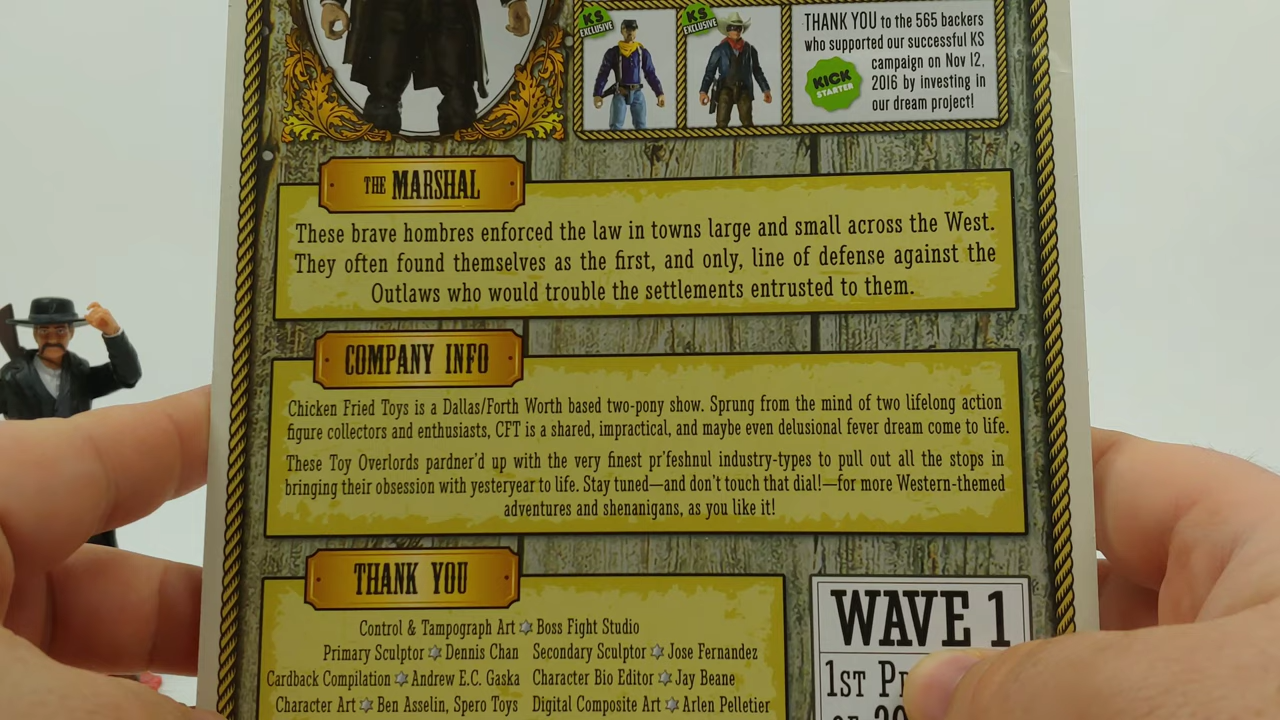 KS
EXCLUSIVE
KS
EXCLUSIVE
THANK YOU to the 565 backers
who supported our successful KS
campaign on Nov 12,
2016 by investing in
our dream project!
KICK
STARTER
THE MARSHAL
These brave hombres enforced the law in towns large and small across the West.
They often found themselves as the first, and only, line of defense against the
Outlaws who would trouble the settlements entrusted to them.
COMPANY INFO
Chicken Fried Toys is a Dallas/Forth Worth based two-pony show. Sprung from the mind of two lifelong action
figure collectors and enthusiasts, CFT is a shared, impractical, and maybe even delusional fever dream come to life.
These Toy Overlords pardner'd up with the very finest pr'feshnul industry-types to pull out all the stops in
bringing their obsession with yesteryear to life. Stay tuned—and don't touch that dial!—for more Western-themed
adventures and shenanigans, as you like it!
THANK YOU
Control & Tampograph Art Boss Fight Studio
Primary Sculptor Dennis Chan Secondary Sculptor Jose Fernandez
Cardback Compilation Andrew E.C. Gaska Character Bio Editor Jay Beane
Character Art Ben Asselin, Spero Toys Digital Composite Art Arlen Pelletier
WAVE 1
1ST